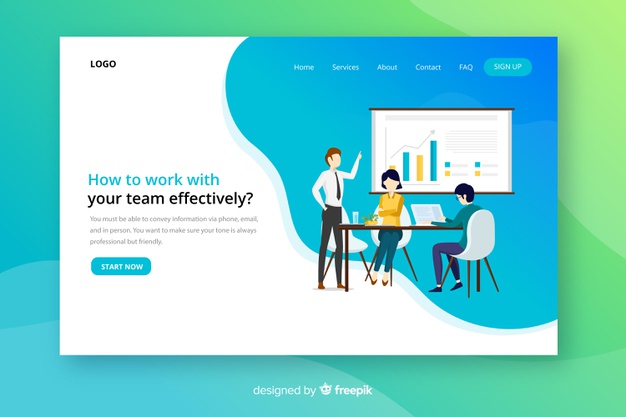 LOGO
Home Services About Contact FAQ SIGN UP
How to work with
your team effectively?
You must be able to convey information via phone, email,
and in person. You want to make sure your tone is always
professional but friendly.
START NOW
designed by freepik